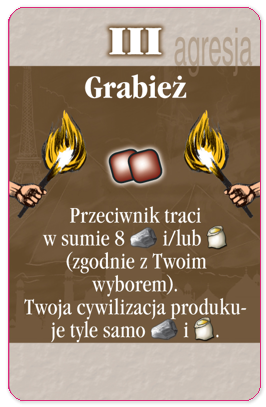 III
agresja
Grabież
Przeciwnik traci
w sumie 8 i/lub
(zgodnie z Twoim
wyborem).
Twoja cywilizacja produku-
je tyle samo i .